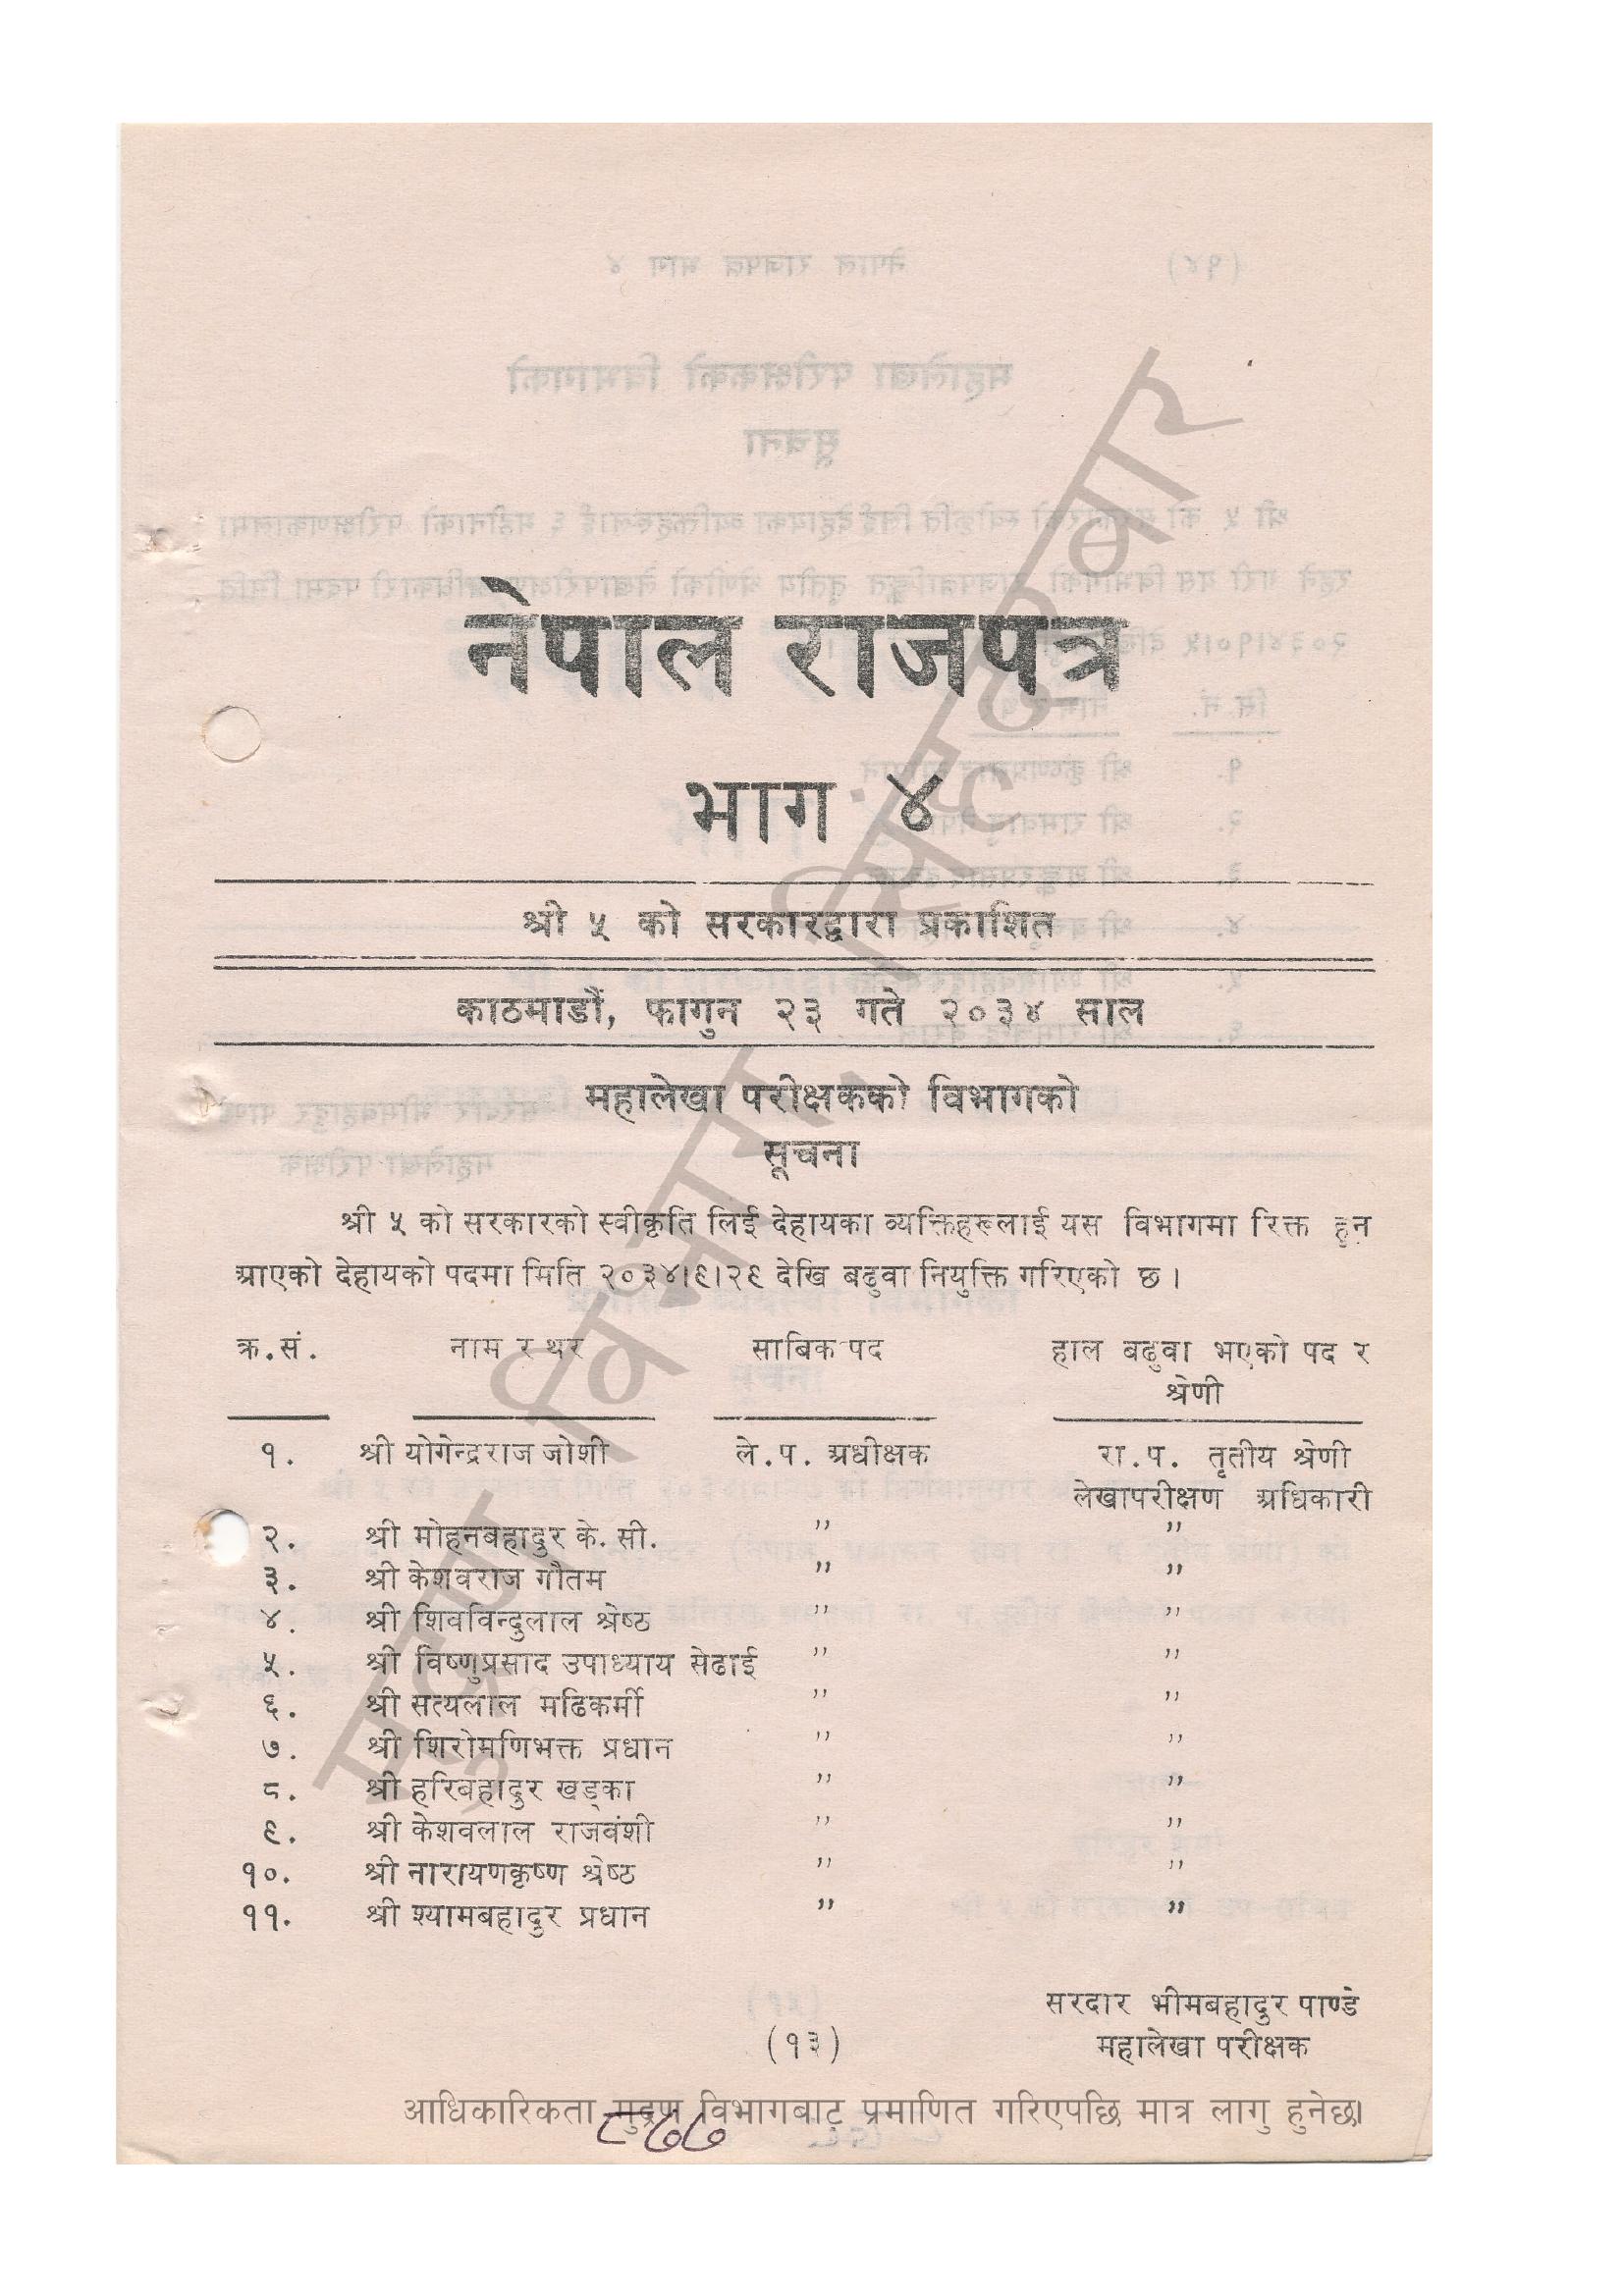 नेपाल राजपत्र
भाग ४
श्री ५ को सरकारद्वारा प्रकाशित
काठमाडौं, फागुन २३ गते २०३४ साल
महालेखा परीक्षकको विभागको
सूचना
श्री ५ को सरकारको स्वीकृति लिई देहायका व्यक्तिहरूलाई यस विभागमा रिक्त हुन
आएको देहायको पदमा मिति २०३४।९।२९ देखि बढुवा नियुक्ति गरिएको छ ।
क्र.सं. नाम र थर साबिक पद हाल बढुवा भएको पद र
श्रेणी
१. श्री योगेन्द्रराज जोशी ले.प. अधीक्षक रा.प. तृतीय श्रेणी
लेखापरीक्षण अधिकारी
२. श्री मोहनबहादुर के. सी. ,, ,,
३. श्री केशवराज गौतम ,, ,,
४. श्री शिवविन्दुलाल श्रेष्ठ ,, ,,
५. श्री विष्णुप्रसाद उपाध्याय सेढाई ,, ,,
६. श्री सत्यलाल मढिकर्मी ,, ,,
७. श्री शिरोमणिभक्त प्रधान ,, ,,
८. श्री हरिबहादुर खड्का ,, ,,
९. श्री केशवलाल राजवंशी ,, ,,
१०. श्री नारायणकृष्ण श्रेष्ठ ,, ,,
११. श्री श्यामबहादुर प्रधान ,, ,,
सरदार भीमबहादुर पाण्डे
महालेखा परीक्षक
(१३)
आधिकारिकता मुद्रण विभागबाट प्रमाणित गरिएपछि मात्र लागु हुनेछ।
८७७
मुद्रण विभाग, सिंहदरबार